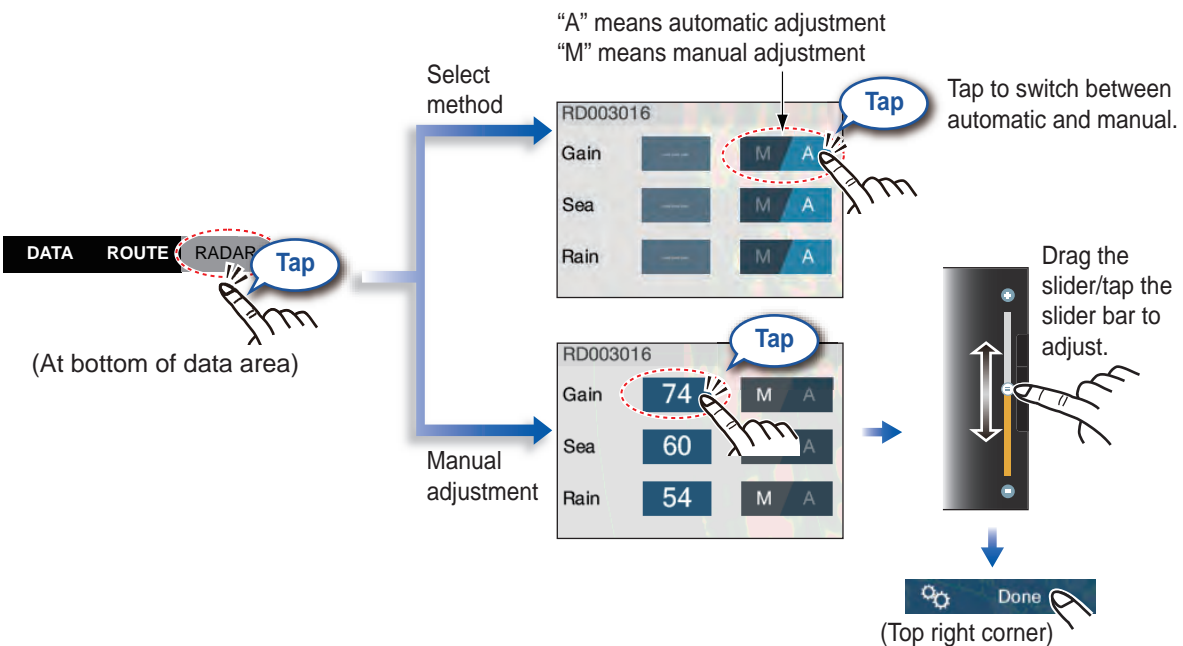 “A” means automatic adjustment
“M” means manual adjustment
Select
method
Tap
Tap to switch between
automatic and manual.
RD003016
Gain --- M A
Sea --- M A
Rain --- M A
DATA ROUTE RADAR
Tap
(At bottom of data area)
Drag the
slider/tap the
slider bar to
adjust.
Tap
RD003016
Gain 74 M A
Sea 60 A
Rain 54 M A
Manual
adjustment
Done
(Top right corner)